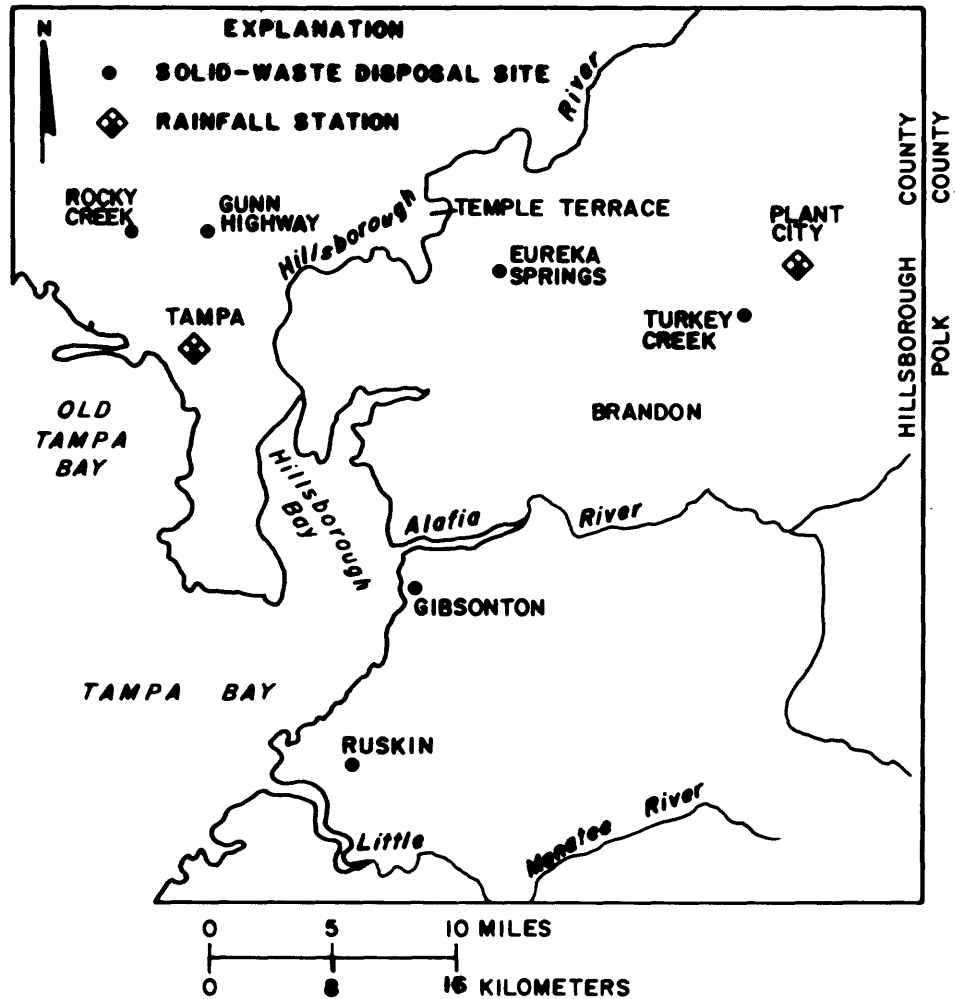 N
EXPLANATION
SOLID-WASTE DISPOSAL SITE
RAINFALL STATION
River
HILLSBOROUGH COUNTY
POLK COUNTY
ROCKY
CREEK
GUNN
HIGHWAY
Hillsborough
TEMPLE TERRACE
PLANT
CITY
EUREKA
SPRINGS
TAMPA
TURKEY
CREEK
OLD
TAMPA
BAY
BRANDON
Hillsborough
Bay
Alafia River
GIBSONTON
TAMPA BAY
RUSKIN
Little Manatee River
0 5 10 MILES
0 8 16 KILOMETERS